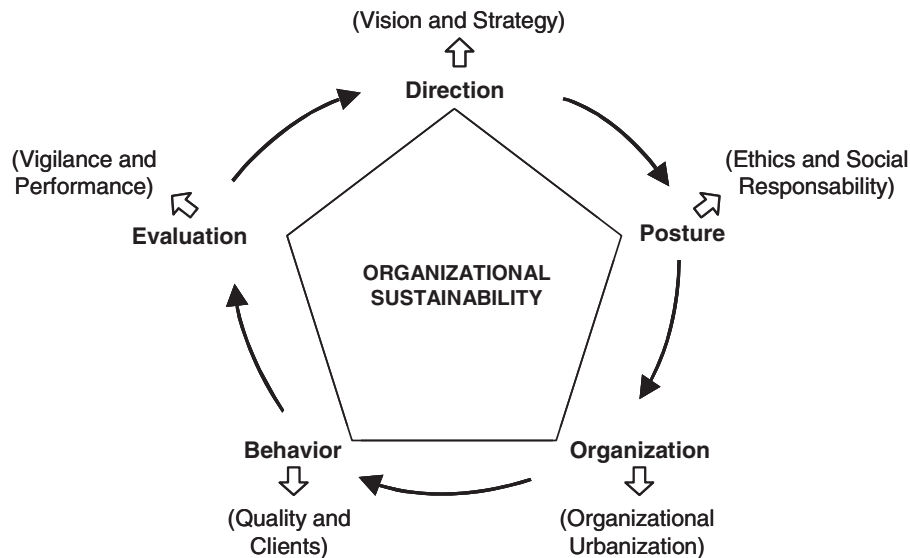 (Vision and Strategy)
Direction
(Vigilance and
Performance)
Evaluation
(Ethics and Social
Responsability)
Posture
ORGANIZATIONAL
SUSTAINABILITY
Behavior
(Quality and
Clients)
Organization
(Organizational
Urbanization)